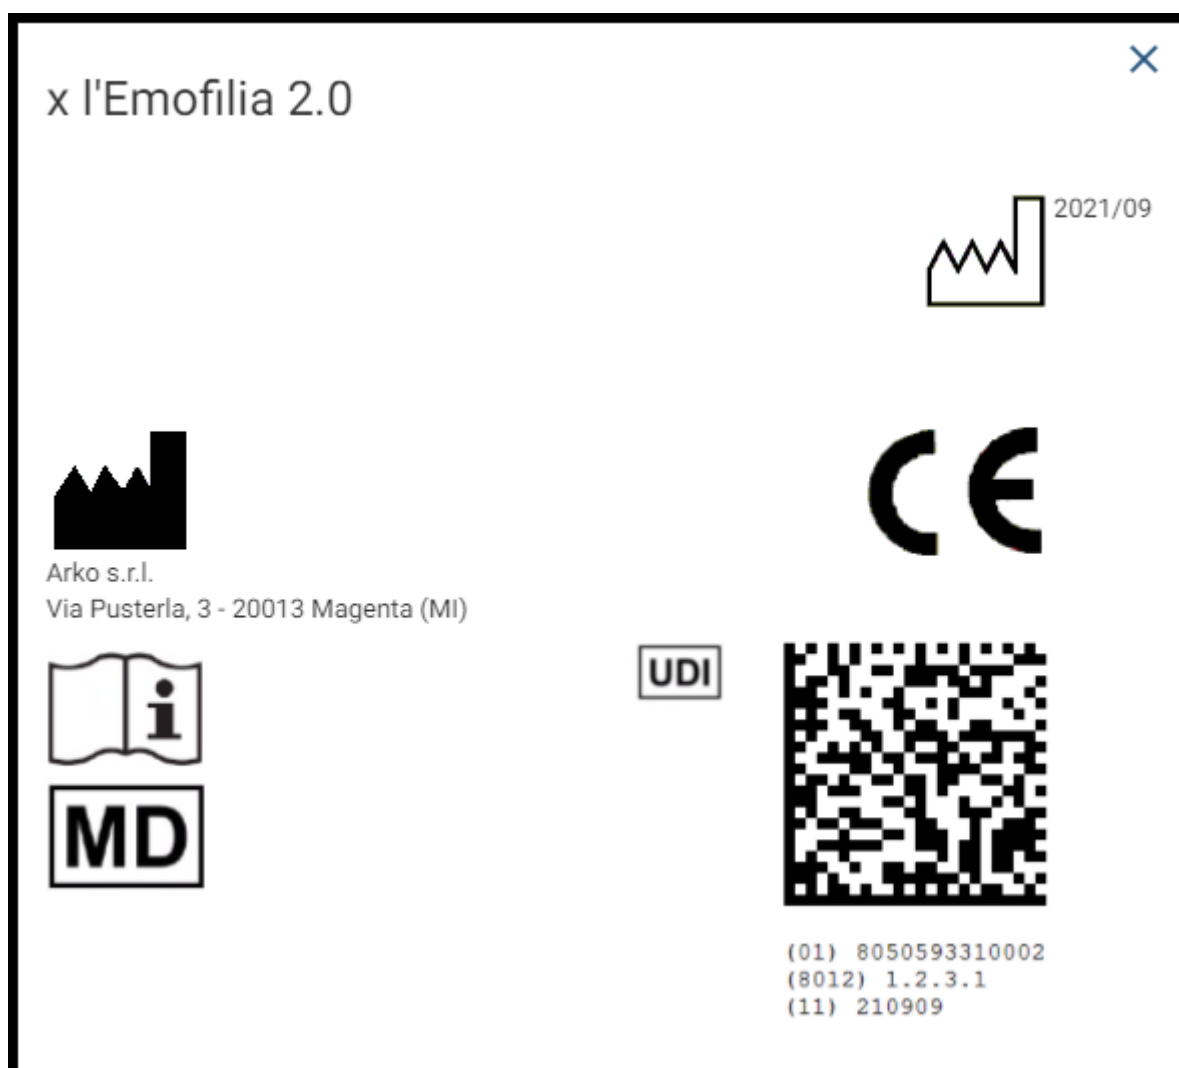 x l'Emofilia 2.0
2021/09
CE
Arko s.r.l.
Via Pusterla, 3 - 20013 Magenta (MI)
i
UDI
MD
(01) 8050593310002
(8012) 1.2.3.1
(11) 210909